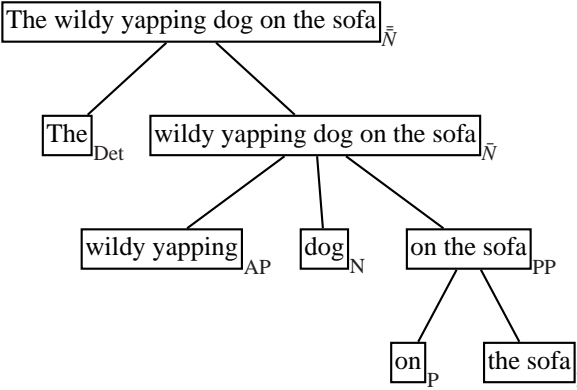 The wildy yapping dog on the sofa N̿
The Det
wildy yapping dog on the sofa N̄
wildy yapping AP
dog N
on the sofa PP
on P
the sofa